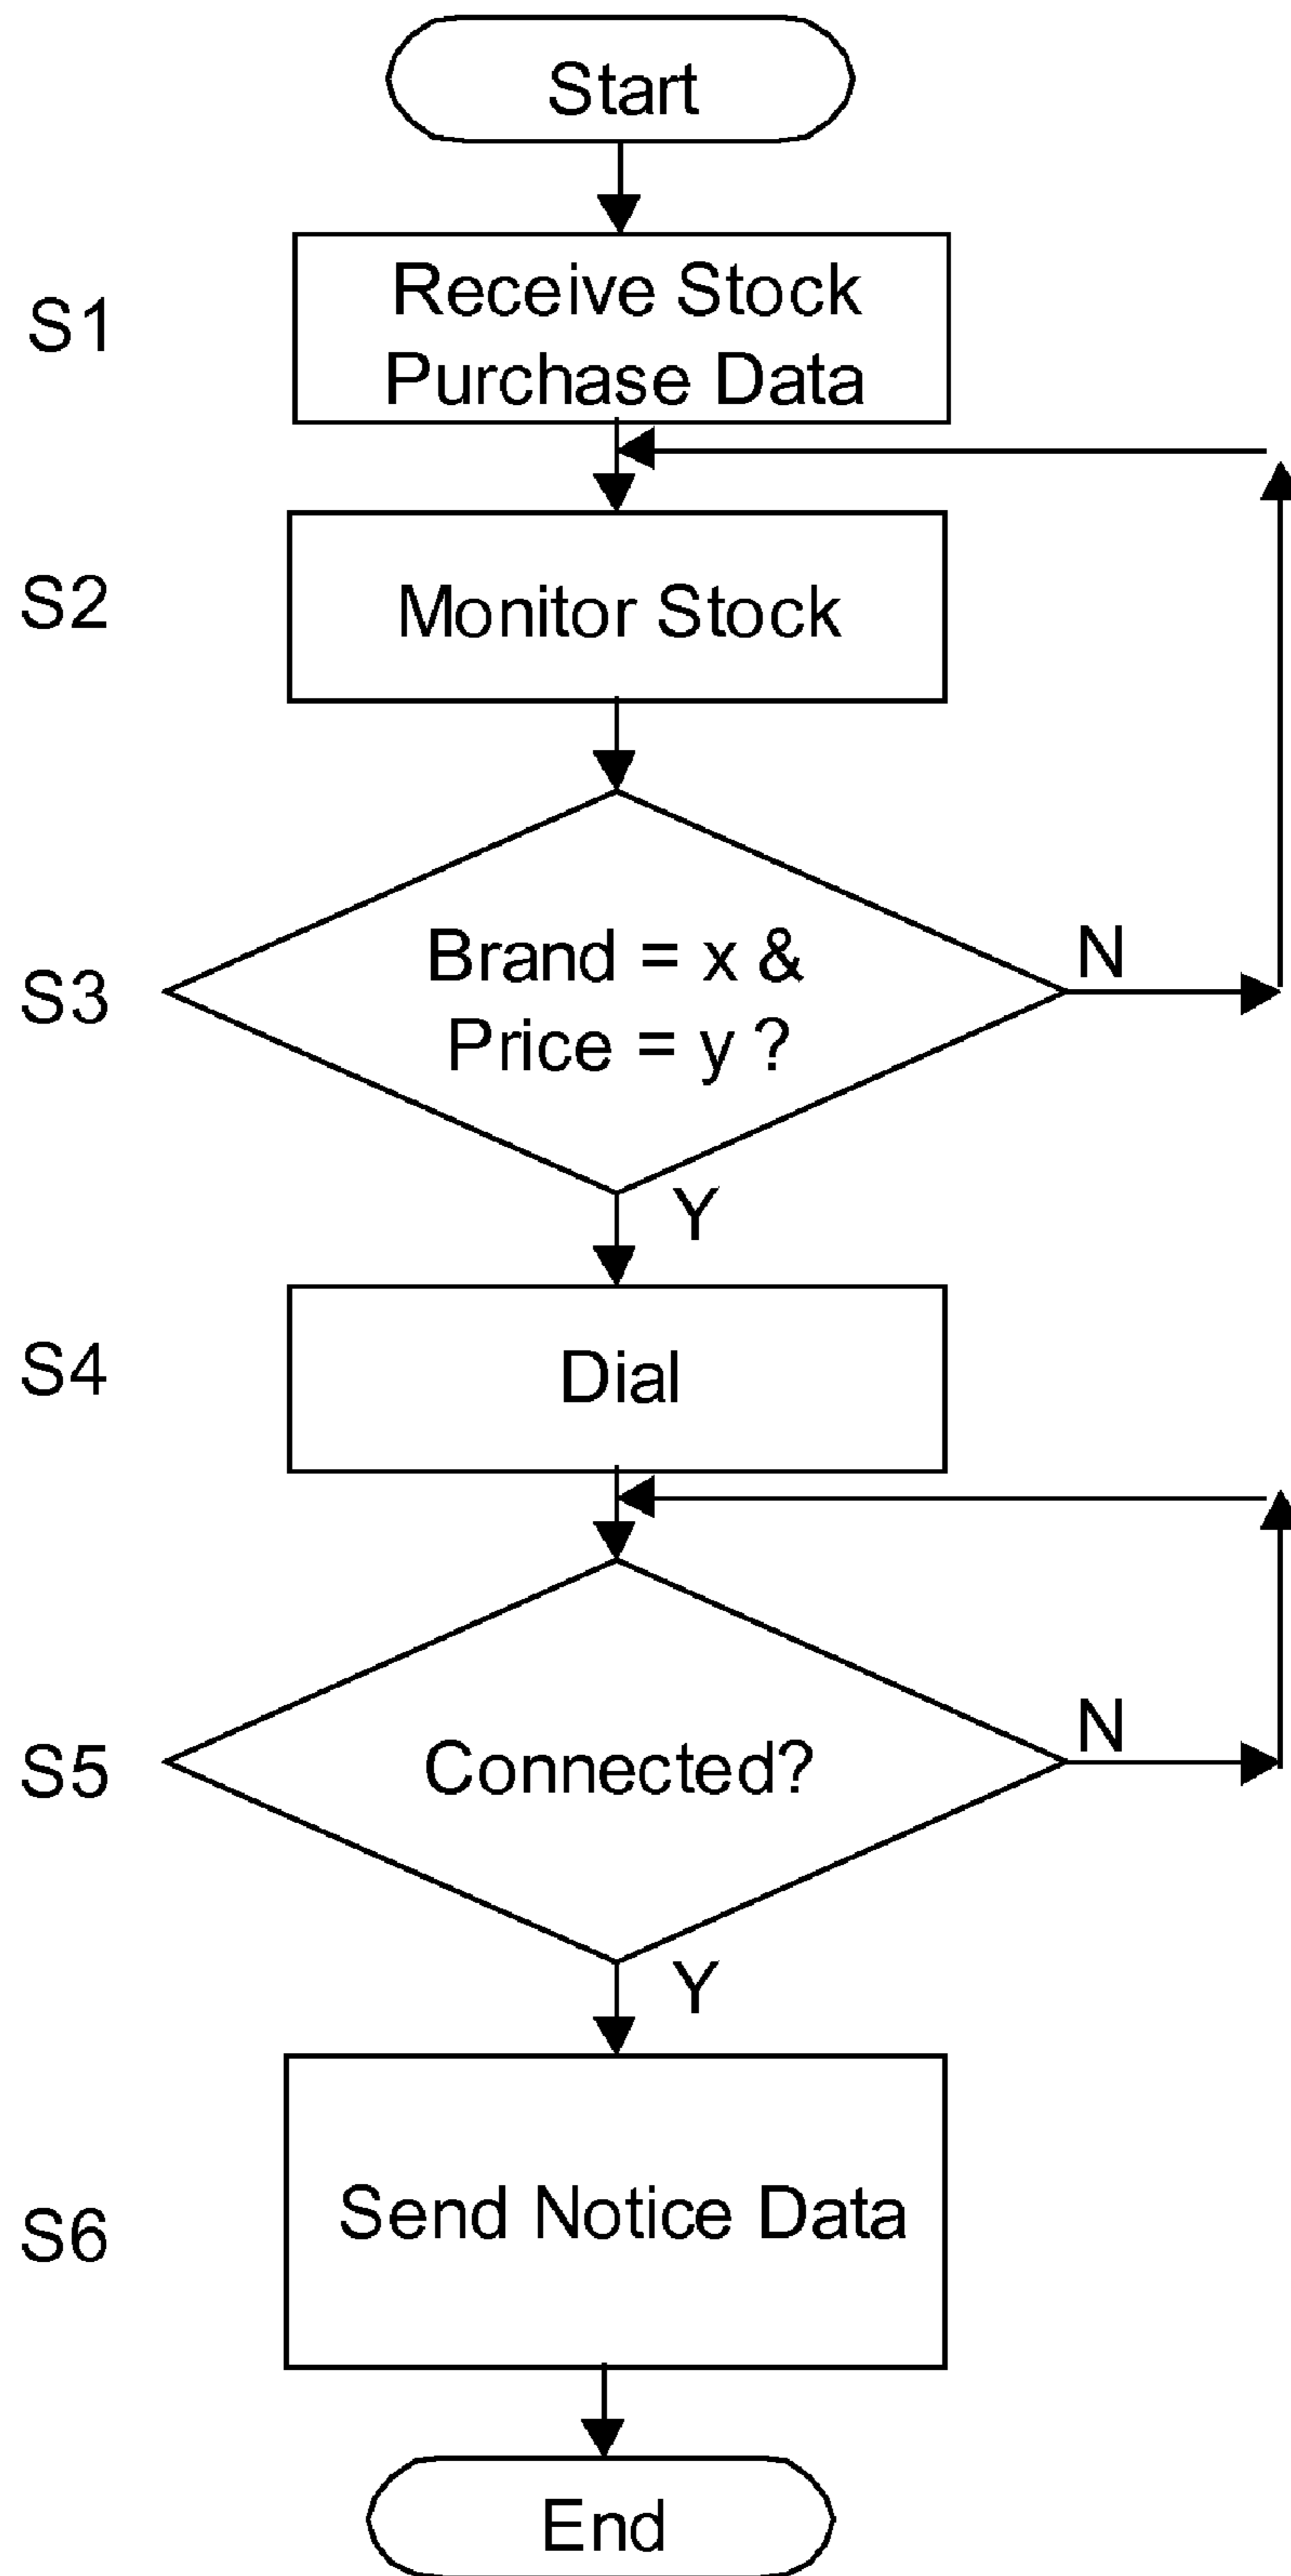 Start
S1
Receive Stock
Purchase Data
S2
Monitor Stock
S3
Brand = x &
Price = y ?
N
Y
S4
Dial
S5
Connected?
N
Y
S6
Send Notice Data
End